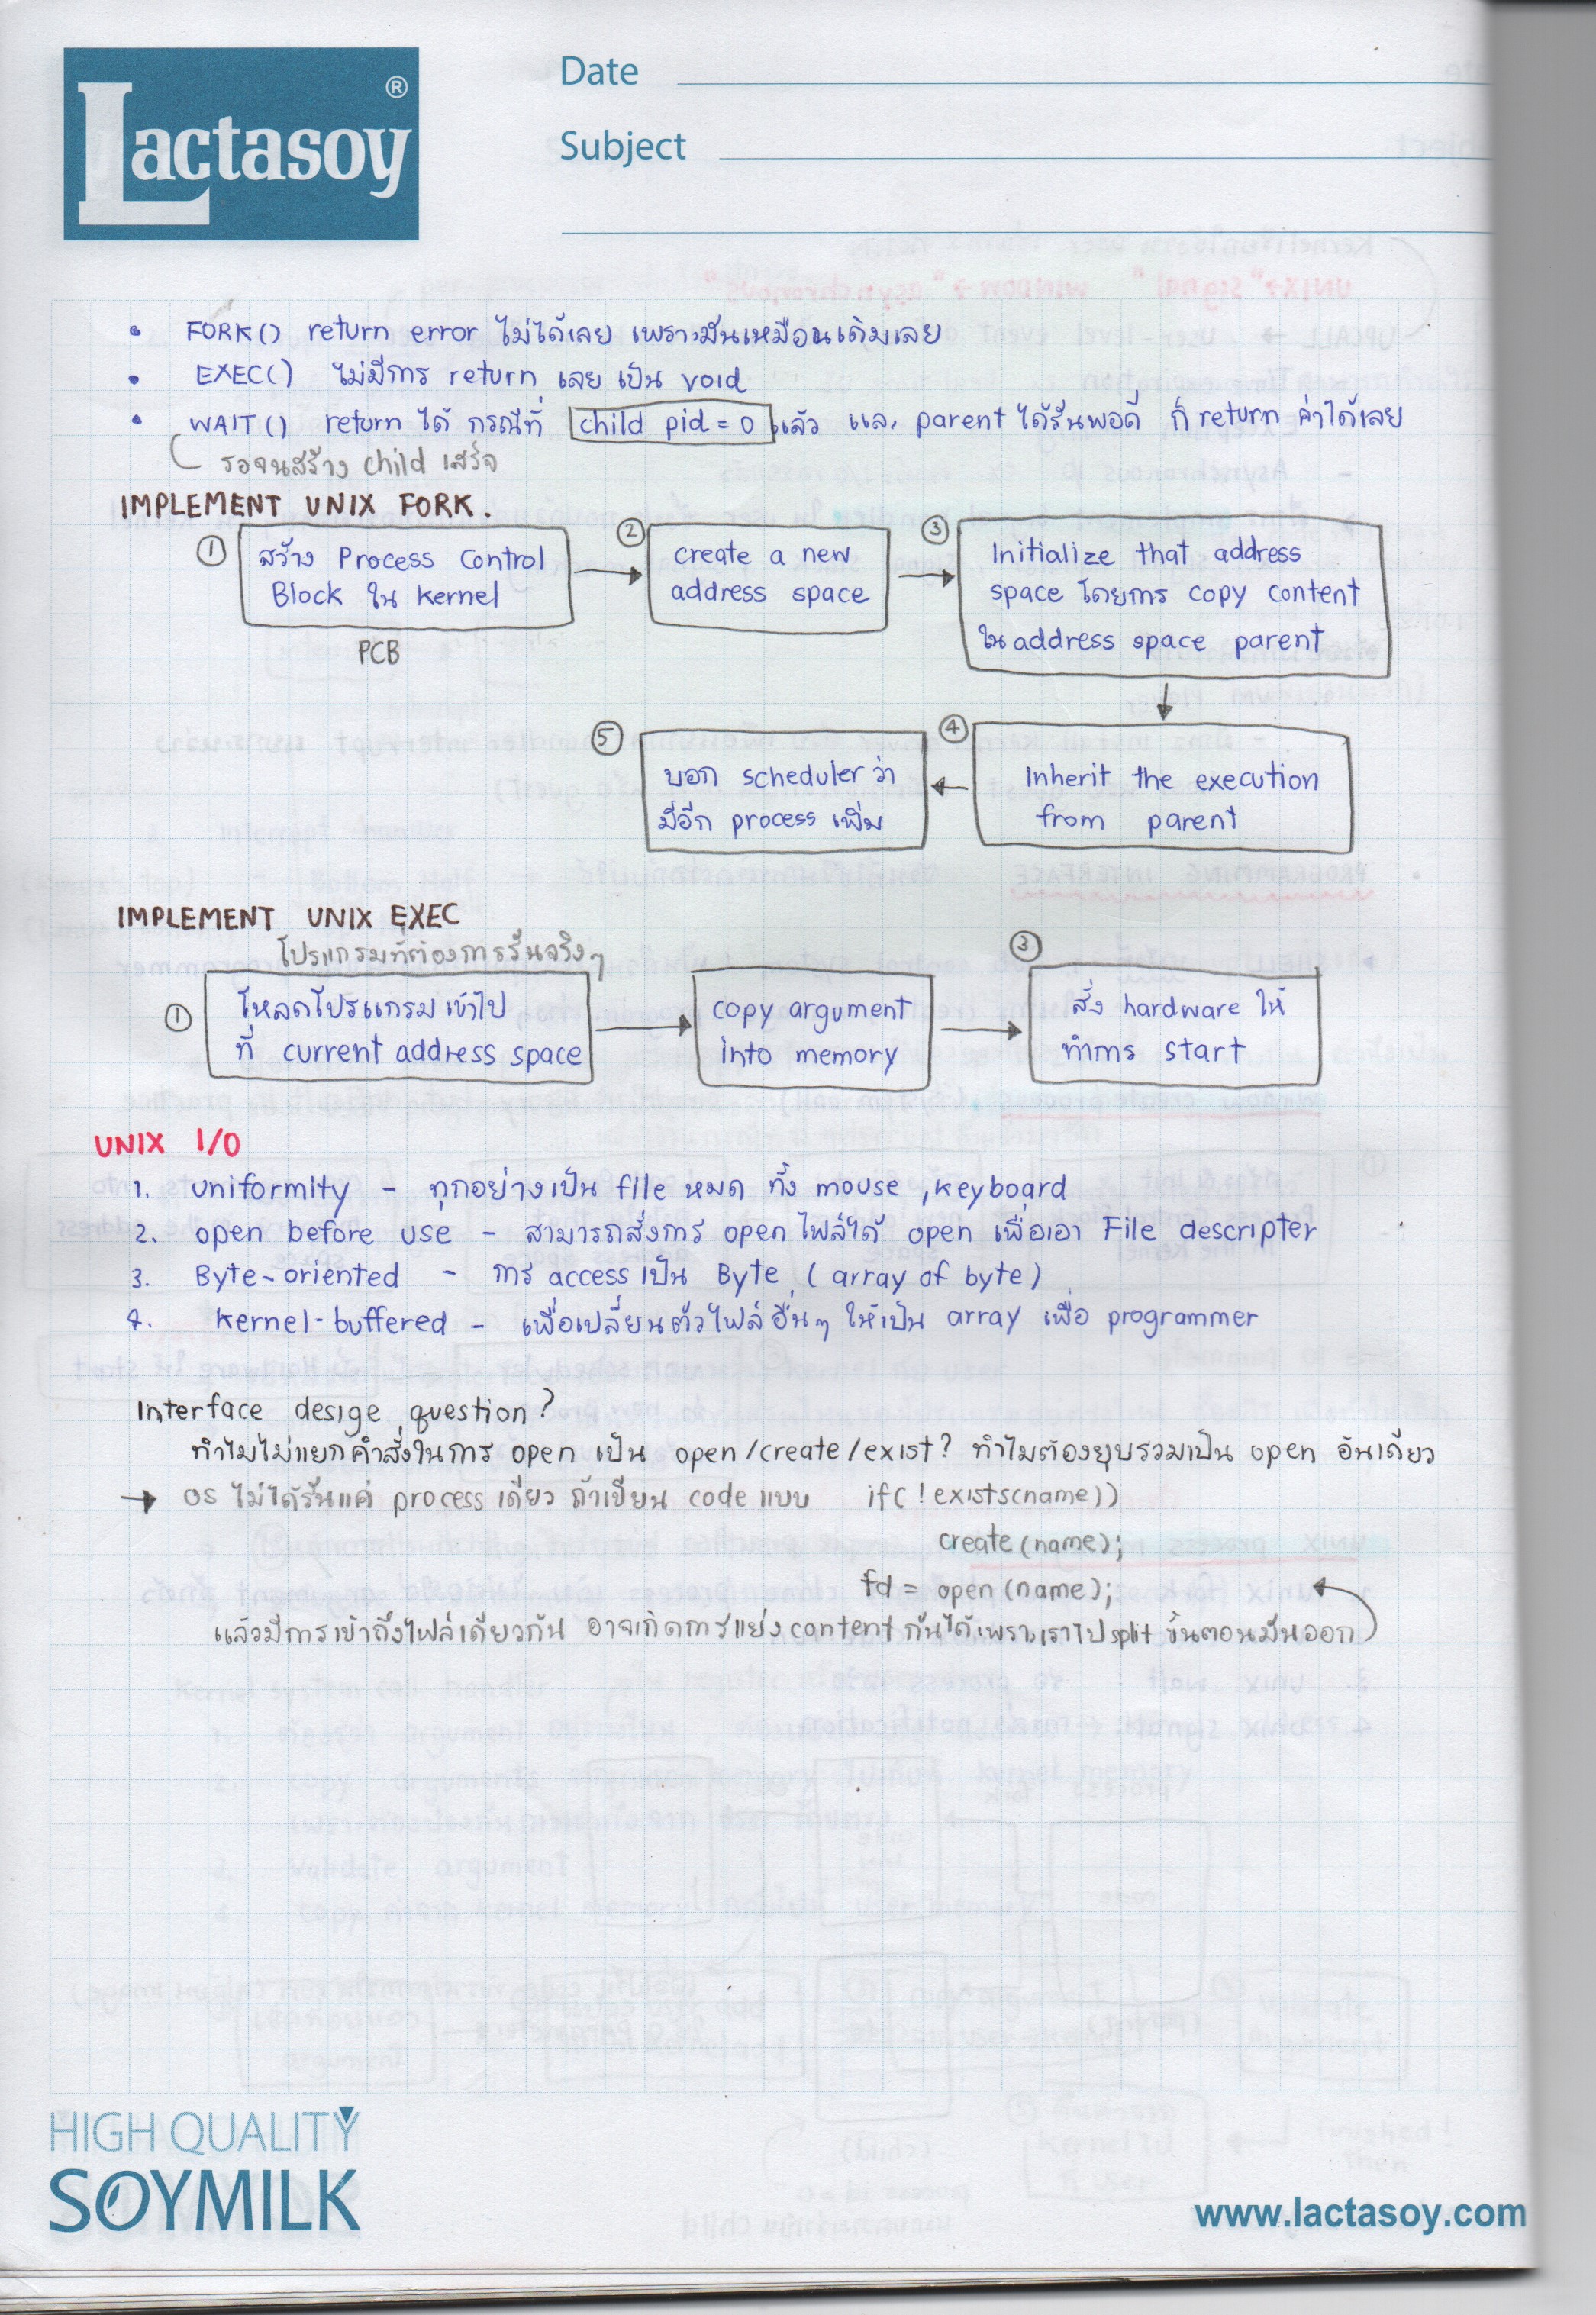 Lactasoy ®
Date
Subject
• FORK() return error ไม่ได้เลย เพราะมันเหมือนเดิมเลย
• EXEC() ไม่มีการ return เลย เป็น void
• WAIT() return ได้ กรณีที่ child pid = 0 แล้ว และ parent ได้รันพอดี ก็ return ค่าได้เลย
รอจนสร้าง child เสร็จ
IMPLEMENT UNIX FORK.
① สร้าง Process Control
Block ใน kernel
PCB
② create a new
address space
③ Initialize that address
space โดยการ copy content
ใน address space parent
④ Inherit the execution
from parent
⑤ บอก scheduler ว่า
มีอีก process เพิ่ม
IMPLEMENT UNIX EXEC
โปรแกรมที่ต้องการรันจริงๆ
① โหลดโปรแกรมเข้าไป
ที่ current address space
copy argument
into memory
③ สั่ง hardware ให้
ทำการ start
UNIX I/O
1. uniformity - ทุกอย่างเป็น file หมด ทั้ง mouse, keyboard
2. open before use - สามารถสั่งการ open ไฟล์ได้ open เพื่อเอา File descripter
3. Byte-oriented - การ access เป็น Byte (array of byte)
4. Kernel-buffered - เพื่อเปลี่ยนตัวไฟล์อื่นๆ ให้เป็น array เพื่อ programmer
Interface desige question?
ทำไมไม่แยกคำสั่งในการ open เป็น open/create/exist? ทำไมต้องยุบรวมเป็น open อันเดียว
→ OS ไม่ได้รันแค่ process เดียว ถ้าเขียน code แบบ if(!exists(name))
create(name);
fd = open(name);
แล้วมีการเข้าถึงไฟล์เดียวกัน อาจเกิดการแย่ง content กันได้เพราะเราไป split ขั้นตอนมันออก
HIGH QUALITY
SOYMILK
www.lactasoy.com